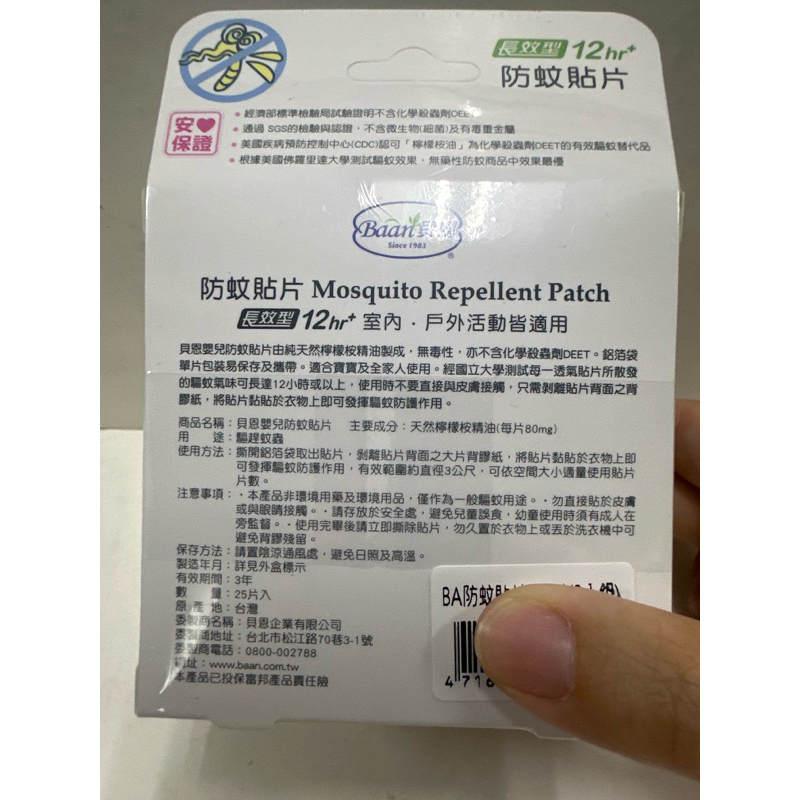 長效型 12hr+
防蚊貼片
安
保證
• 經濟部標準檢驗局試驗證明不含化學殺蟲劑DEET
• 通過 SGS的檢驗與認證，不含微生物(細菌)及有毒重金屬
• 美國疾病預防控制中心(CDC)認可「檸檬桉油」為化學殺蟲劑DEET的有效驅蚊替代品
• 根據美國佛羅里達大學測試驅蚊效果，無藥性防蚊商品中效果最優
Baan 貝恩
Since 1983
®
防蚊貼片 Mosquito Repellent Patch
長效型 12hr+ 室內．戶外活動皆適用
貝恩嬰兒防蚊貼片由純天然檸檬桉精油製成，無毒性，亦不含化學殺蟲劑DEET。鋁箔袋
單片包裝易保存及攜帶。適合寶寶及全家人使用。經國立大學測試每一透氣貼片所散發
的驅蚊氣味可長達12小時或以上，使用時不要直接與皮膚接觸，只需剝離貼片背面之背
膠紙，將貼片黏貼於衣物上即可發揮驅蚊防護作用。
商品名稱：貝恩嬰兒防蚊貼片 主要成分：天然檸檬桉精油(每片80mg)
用 途：驅趕蚊蟲
使用方法：撕開鋁箔袋取出貼片，剝離貼片背面之大片背膠紙，將貼片黏貼於衣物上即
可發揮驅蚊防護作用，有效範圍約直徑3公尺，可依空間大小適量使用貼片
片數。
注意事項：・本產品非環境用藥及環境用品，僅作為一般驅蚊用途。・勿直接貼於皮膚
或與眼睛接觸。・請存放於安全處，避免兒童誤食，幼童使用時須有成人在
旁監督。・使用完畢後請立即撕除貼片，勿久置於衣物上或丟於洗衣機中可
避免背膠殘留。
保存方法：請置陰涼通風處，避免日照及高溫。
製造年月：詳見外盒標示
有效期間：3年
數 量：25片入
原 產 地：台灣
委製商名稱：貝恩企業有限公司
委製商地址：台北市松江路70巷3-1號
委製商電話：0800-002788
網址：www.baan.com.tw
本產品已投保富邦產品責任險
BA防蚊貼
組)
4 716